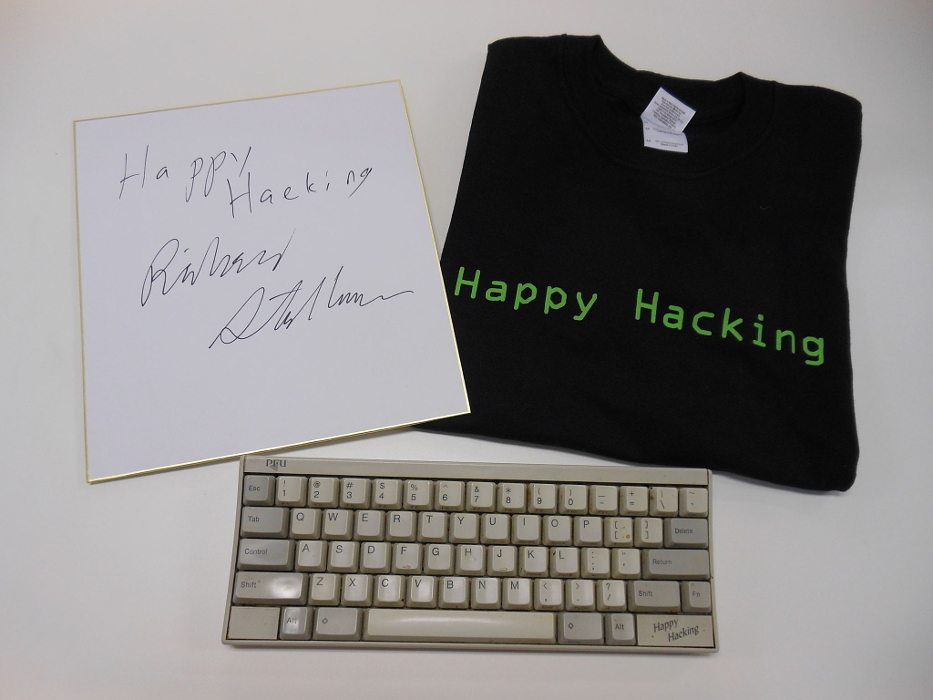 Happy
Hacking
Richard
Stallman
Happy Hacking
PFU
Esc ! 1 @ 2 # 3 $ 4 % 5 ^ 6 & 7 * 8 ( 9 ) 0 _ - + = | \ ~ `
Tab Q W E R T Y U I O P { [ } ] Delete
Control A S D F G H J K L : ; " ' Return
Shift Z X C V B N M < , > . ? / Shift Fn
Alt ◇ ◇ Alt Happy
Hacking